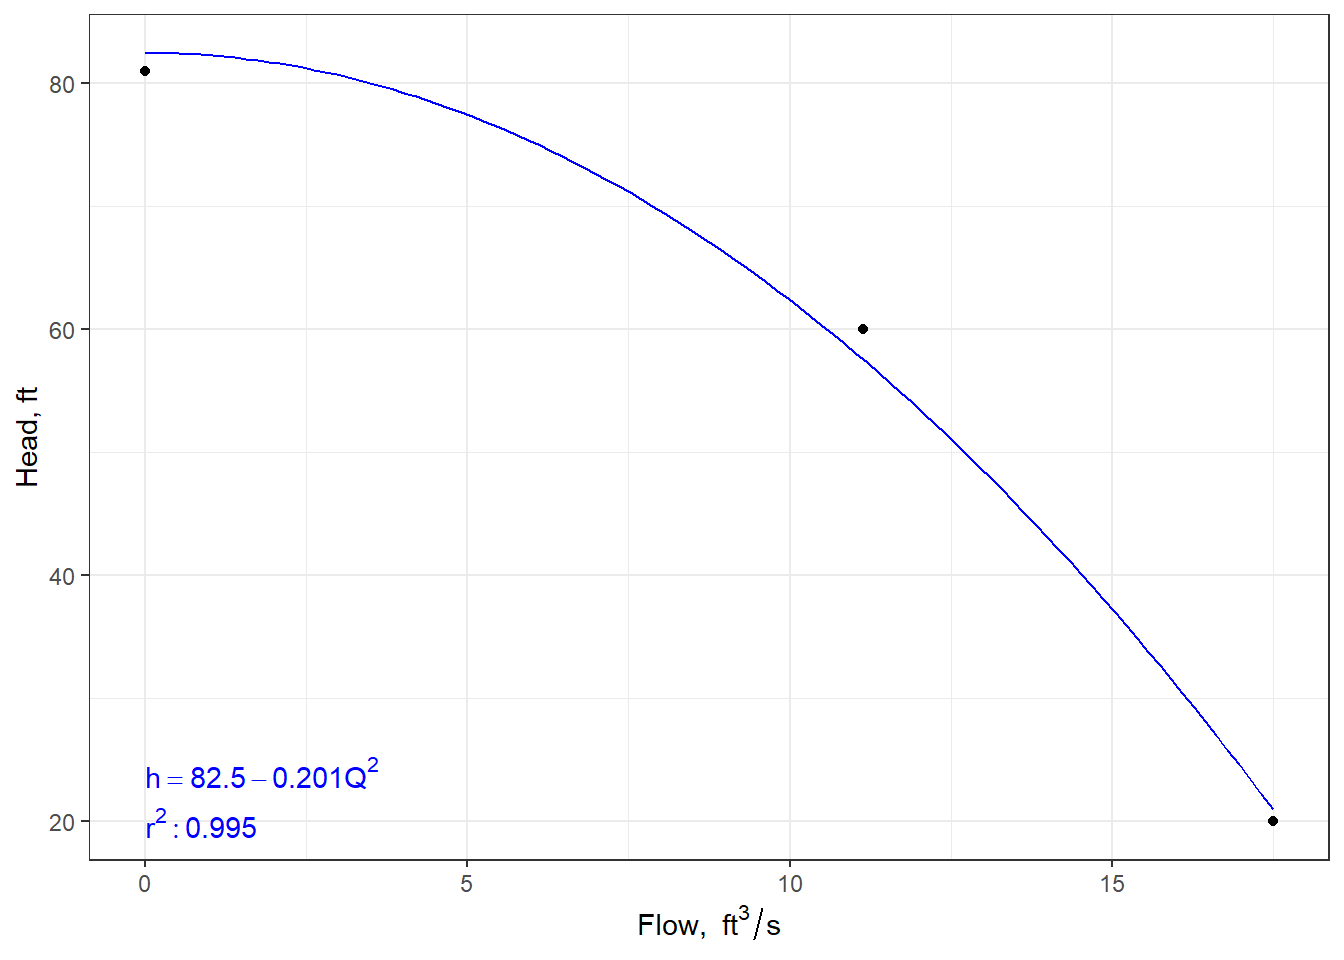 80
60
40
20
Head, ft
h = 82.5 − 0.201Q²
r² : 0.995
0 5 10 15
Flow, ft³/s